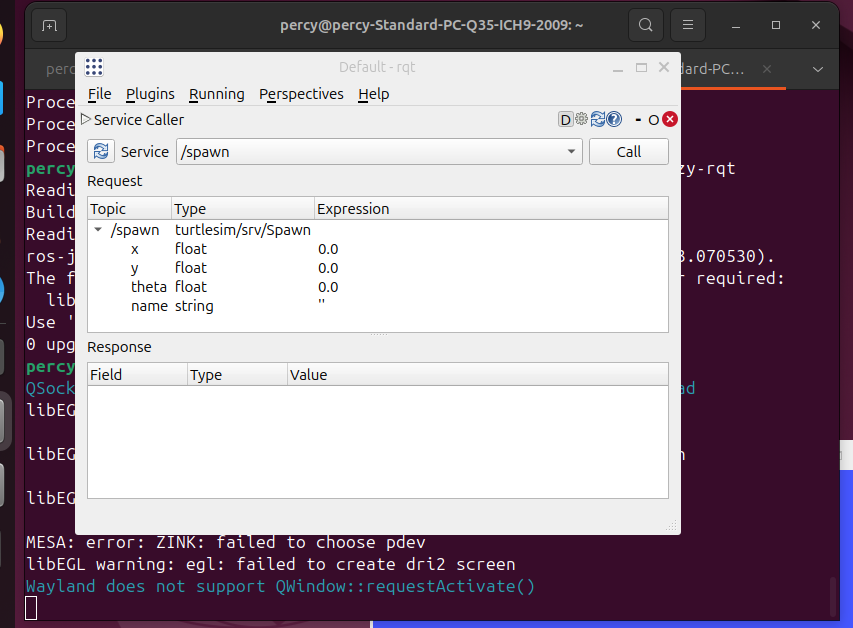 percy@percy-Standard-PC-Q35-ICH9-2009: ~
perc
dard-PC...
Default - rqt
File Plugins Running Perspectives Help
Service Caller D - O
Service /spawn Call
Request
Topic Type Expression
/spawn turtlesim/srv/Spawn
x float 0.0
y float 0.0
theta float 0.0
name string ''
Response
Field Type Value
Proce
Proce
Proce
percy zy-rqt
Readi
Build
Readi
ros-j 3.070530).
The f r required:
lib
Use '
0 upg
percy
QSock ad
libEG
libEG
libEG
MESA: error: ZINK: failed to choose pdev
libEGL warning: egl: failed to create dri2 screen
Wayland does not support QWindow::requestActivate()